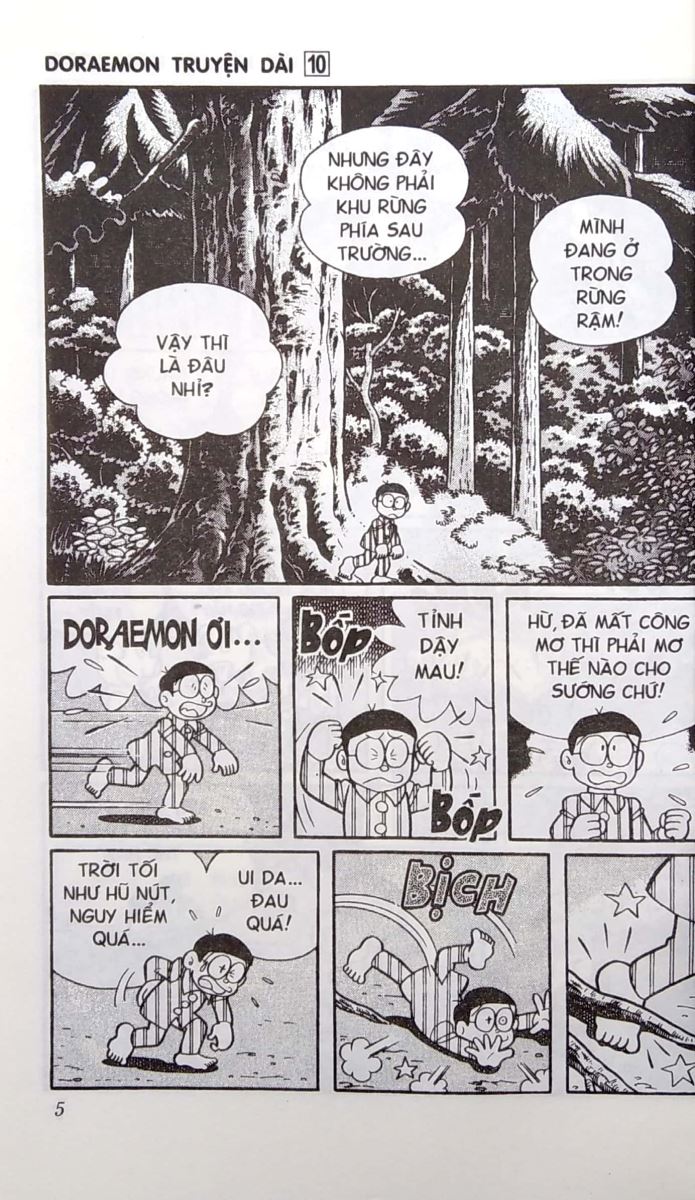 DORAEMON TRUYỆN DÀI 10
MÌNH
ĐANG Ở
TRONG
RỪNG
RẬM!
NHƯNG ĐÂY
KHÔNG PHẢI
KHU RỪNG
PHÍA SAU
TRƯỜNG...
VẬY THÌ
LÀ ĐÂU
NHỈ?
HỪ, ĐÃ MẤT CÔNG
MƠ THÌ PHẢI MƠ
THẾ NÀO CHO
SƯỚNG CHỨ!
TỈNH
DẬY
MAU!
BỐP
BỐP
DORAEMON ƠI...
BỊCH
UI DA...
ĐAU
QUÁ!
TRỜI TỐI
NHƯ HŨ NÚT,
NGUY HIỂM
QUÁ...
5